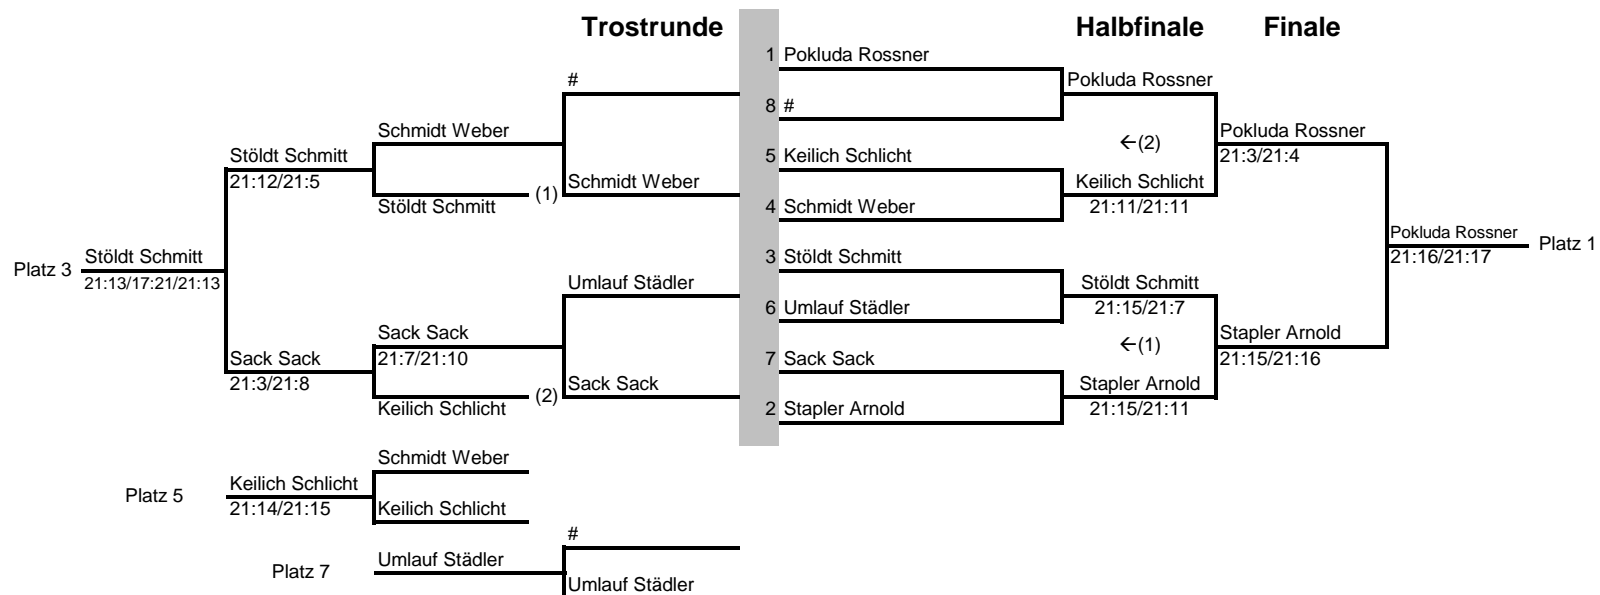 Trostrunde Halbfinale Finale
1 Pokluda Rossner
# Pokluda Rossner
8 #
Schmidt Weber Pokluda Rossner
Stöldt Schmitt 5 Keilich Schlicht ←(2) 21:3/21:4
21:12/21:5 (1) Schmidt Weber Keilich Schlicht
Stöldt Schmitt 4 Schmidt Weber 21:11/21:11
Pokluda Rossner Platz 1
Platz 3 Stöldt Schmitt 3 Stöldt Schmitt 21:16/21:17
21:13/17:21/21:13 Umlauf Städler Stöldt Schmitt
6 Umlauf Städler 21:15/21:7
Sack Sack Stapler Arnold
Sack Sack 21:7/21:10 7 Sack Sack ←(1) 21:15/21:16
21:3/21:8 (2) Sack Sack Stapler Arnold
Keilich Schlicht 2 Stapler Arnold 21:15/21:11
Schmidt Weber
Platz 5 Keilich Schlicht
21:14/21:15 Keilich Schlicht
#
Platz 7 Umlauf Städler
Umlauf Städler